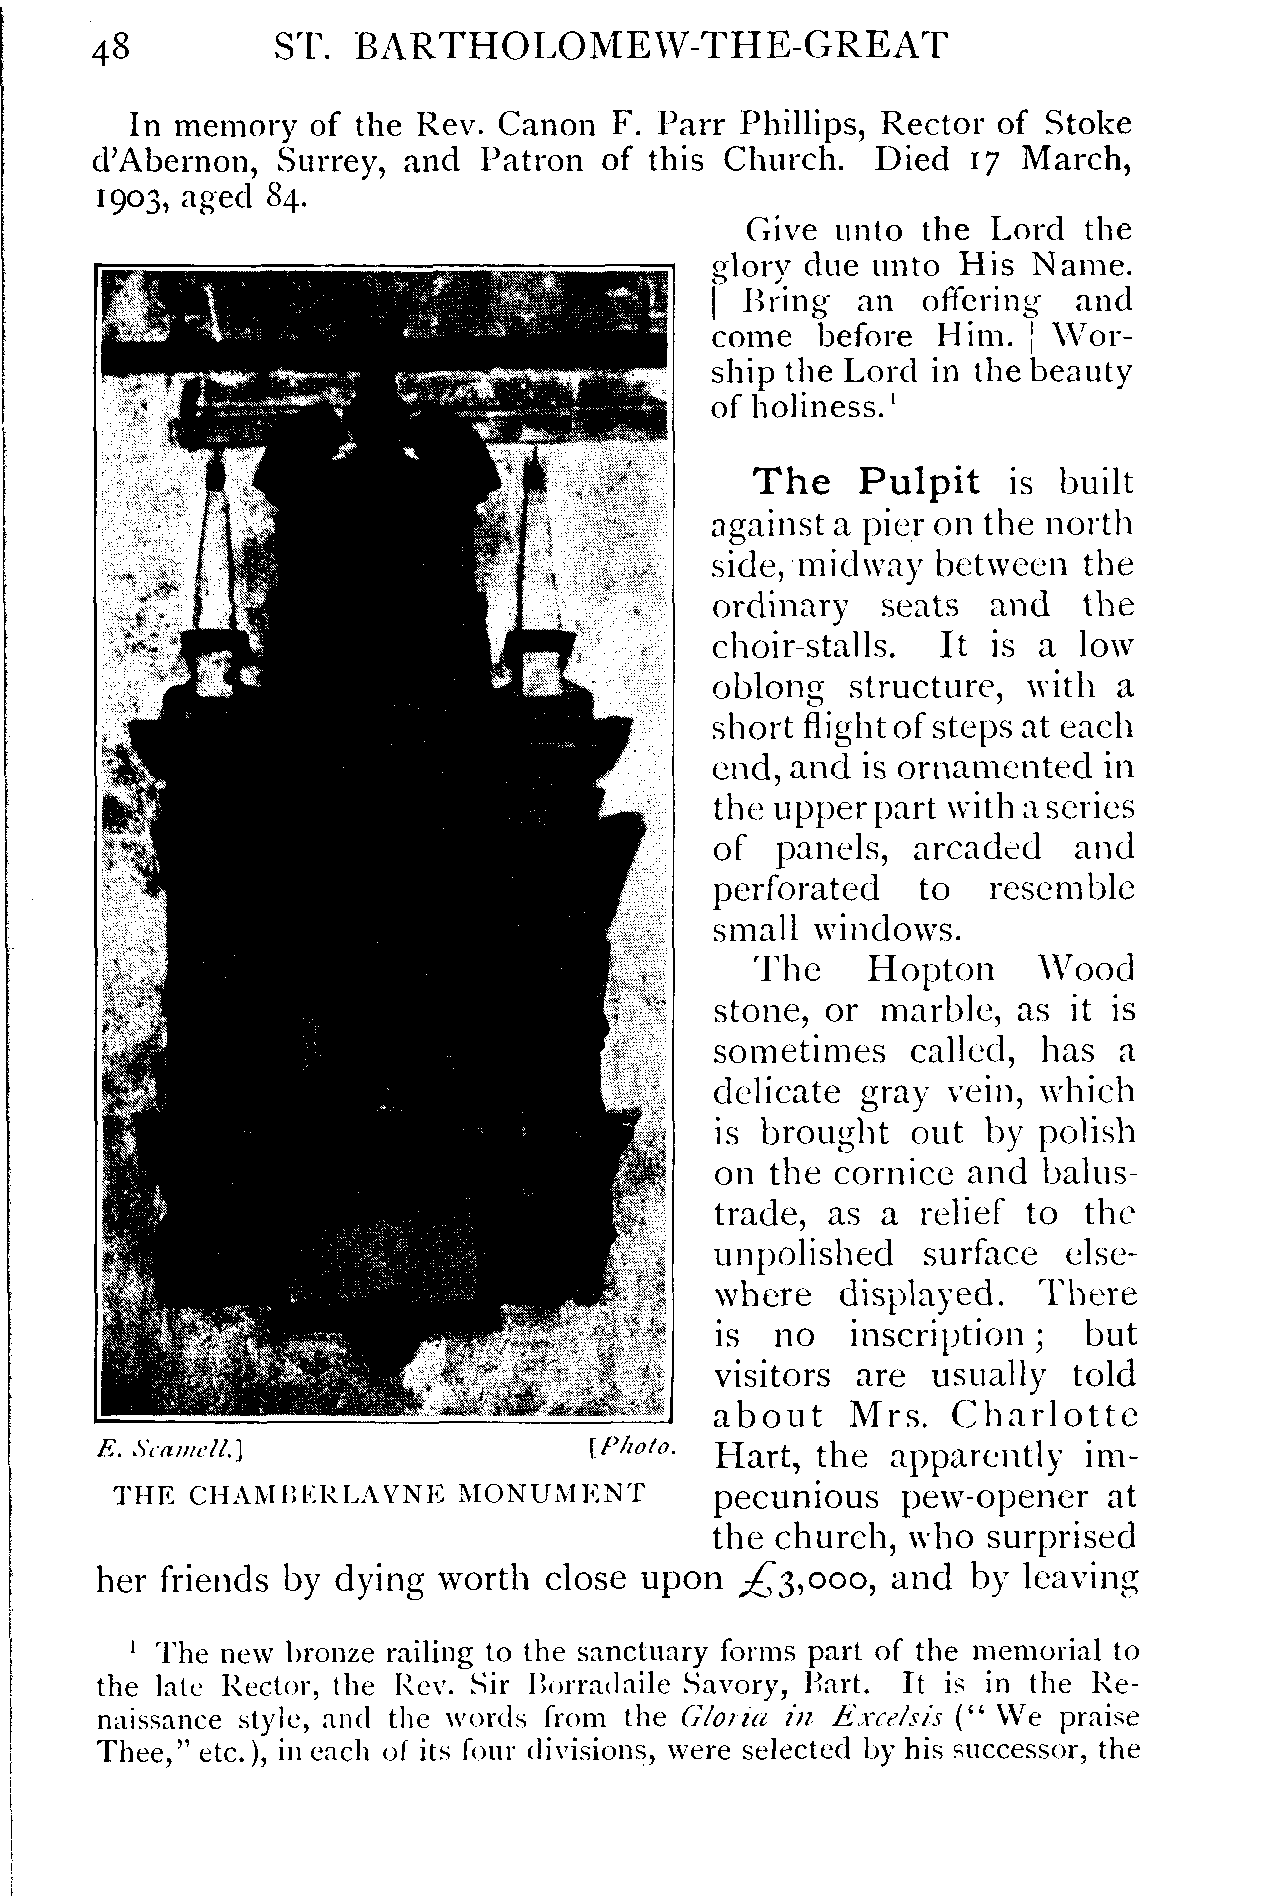 48 ST. BARTHOLOMEW-THE-GREAT
In memory of the Rev. Canon F. Parr Phillips, Rector of Stoke
d'Abernon, Surrey, and Patron of this Church. Died 17 March,
1903, aged 84.
Give unto the Lord the
glory due unto His Name.
| Bring an offering and
come before Him. | Wor-
ship the Lord in the beauty
of holiness.¹
The Pulpit is built
against a pier on the north
side, midway between the
ordinary seats and the
choir-stalls. It is a low
oblong structure, with a
short flight of steps at each
end, and is ornamented in
the upper part with a series
of panels, arcaded and
perforated to resemble
small windows.
The Hopton Wood
stone, or marble, as it is
sometimes called, has a
delicate gray vein, which
is brought out by polish
on the cornice and balus-
trade, as a relief to the
unpolished surface else-
where displayed. There
is no inscription; but
visitors are usually told
about Mrs. Charlotte
Hart, the apparently im-
pecunious pew-opener at
the church, who surprised
her friends by dying worth close upon £3,000, and by leaving
E. Scamell.] [Photo.
THE CHAMBERLAYNE MONUMENT
¹ The new bronze railing to the sanctuary forms part of the memorial to
the late Rector, the Rev. Sir Borradaile Savory, Bart. It is in the Re-
naissance style, and the words from the Gloria in Excelsis (“ We praise
Thee,” etc.), in each of its four divisions, were selected by his successor, the